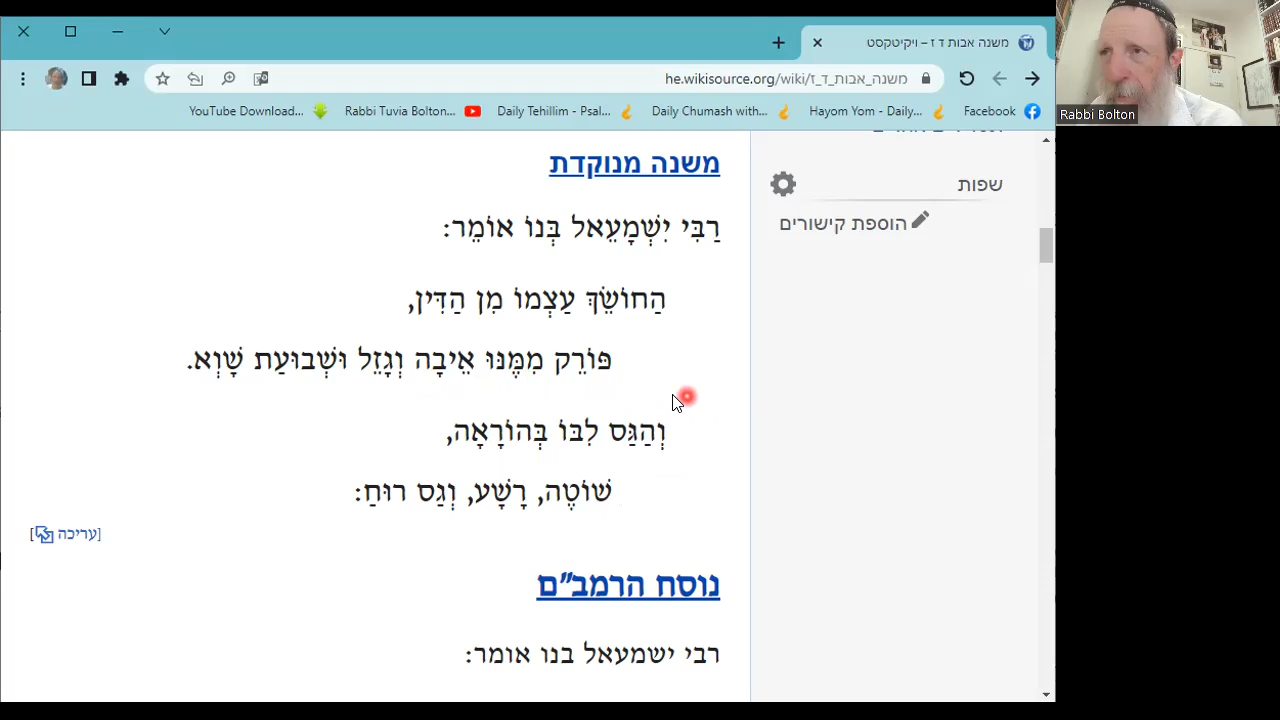 משנה אבות ד ז – ויקיטקסט
he.wikisource.org/wiki/משנה_אבות_ד_ז
YouTube Download...
Rabbi Tuvia Bolton...
Daily Tehillim - Psal...
Daily Chumash with...
Hayom Yom - Daily...
Facebook
Rabbi Bolton
משנה מנוקדת
רַבִּי יִשְׁמָעֵאל בְּנוֹ אוֹמֵר:
הַחוֹשֵׂךְ עַצְמוֹ מִן הַדִּין,
פּוֹרֵק מִמֶּנּוּ אֵיבָה וְגָזֵל וּשְׁבוּעַת שָׁוְא.
וְהַגַּס לִבּוֹ בְּהוֹרָאָה,
שׁוֹטֶה, רָשָׁע, וְגַס רוּחַ:
[עריכה]
נוסח הרמב"ם
רבי ישמעאל בנו אומר:
שפות
הוספת קישורים